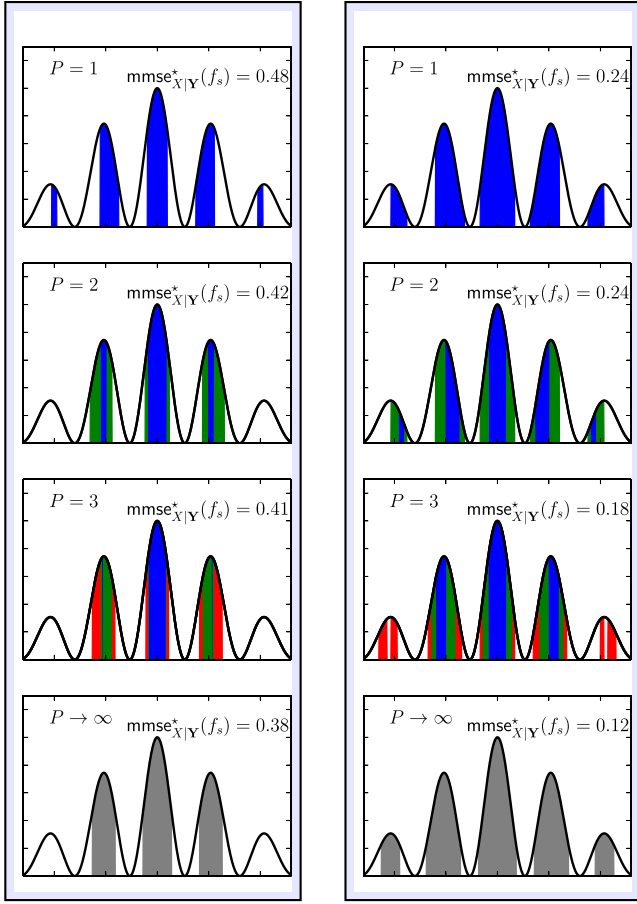 P = 1
mmse⋆X|Y(fs) = 0.48
P = 2
mmse⋆X|Y(fs) = 0.42
P = 3
mmse⋆X|Y(fs) = 0.41
P → ∞
mmse⋆X|Y(fs) = 0.38
P = 1
mmse⋆X|Y(fs) = 0.24
P = 2
mmse⋆X|Y(fs) = 0.24
P = 3
mmse⋆X|Y(fs) = 0.18
P → ∞
mmse⋆X|Y(fs) = 0.12